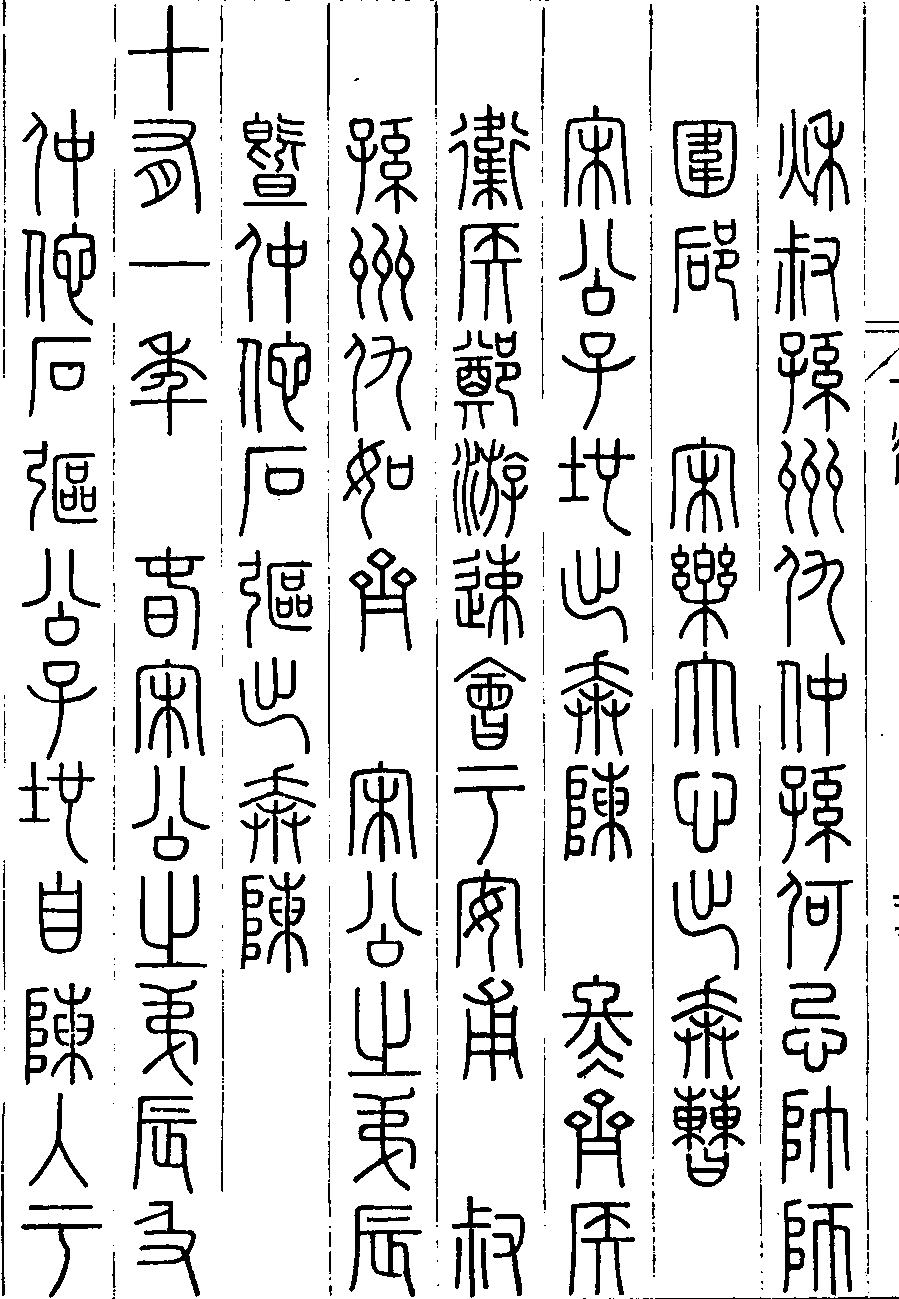 秋叔孫州仇仲孫何忌帥師
圍郈　宋樂大心出奔曹
宋公子地出奔陳　冬齊侯
衛侯鄭游速會于安甫　叔
孫州仇如齊　宋公之弟辰
暨仲佗石彄出奔陳
十有一年　春宋公之弟辰及
仲佗石彄公子地自陳入于